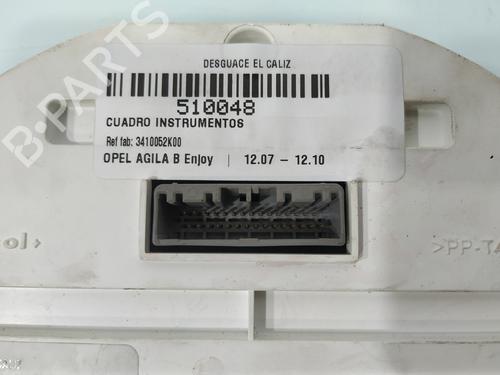 DESGUACE EL CALIZ
510048
CUADRO INSTRUMENTOS
Ref fab: 3410052K00
OPEL AGILA B Enjoy | 12.07 – 12.10
B-PARTS
ol<
>PP-TA